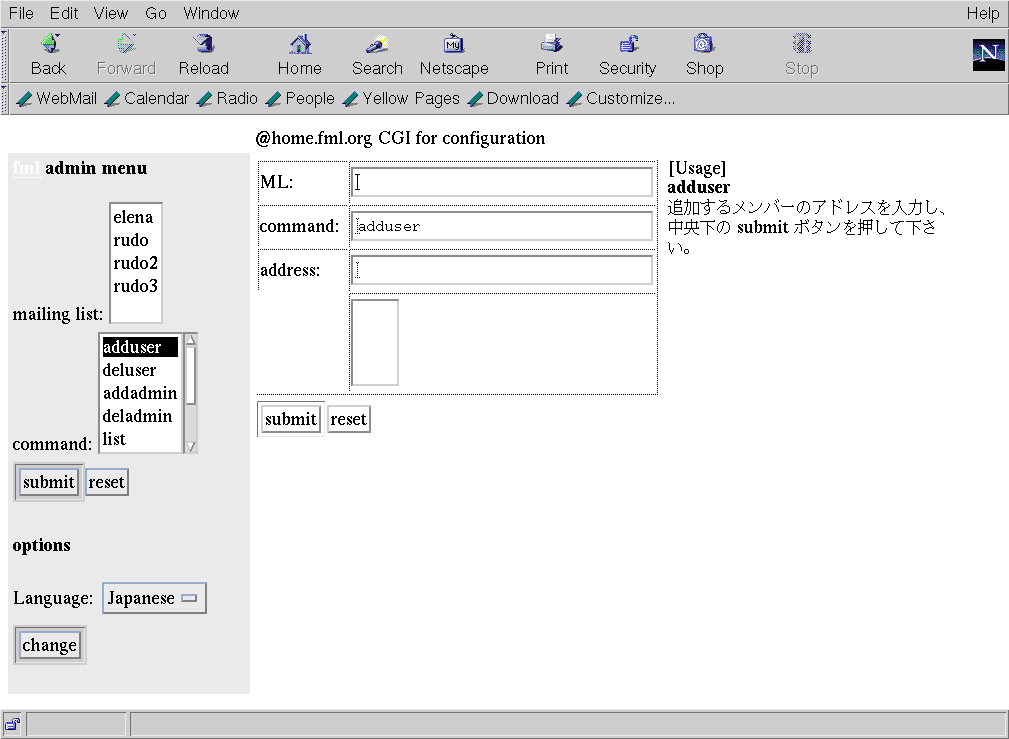 File Edit View Go Window Help
Back Forward Reload Home Search Netscape Print Security Shop Stop
My
N
WebMail Calendar Radio People Yellow Pages Download Customize...
@home.fml.org CGI for configuration
fml admin menu
elena
rudo
rudo2
rudo3
mailing list:
adduser
deluser
addadmin
deladmin
list
command:
submit reset
options
Language: Japanese
change
ML:
command: adduser
address:
submit reset
[Usage]
adduser
追加するメンバーのアドレスを入力し、
中央下の submit ボタンを押して下さ
い。